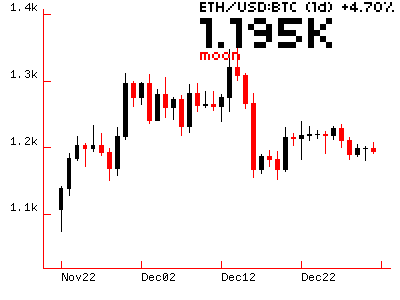 ETH/USD:BTC (1d) +4.70%
1.195K
moon
1.4k
1.3k
1.2k
1.1k
Nov22 Dec02 Dec12 Dec22